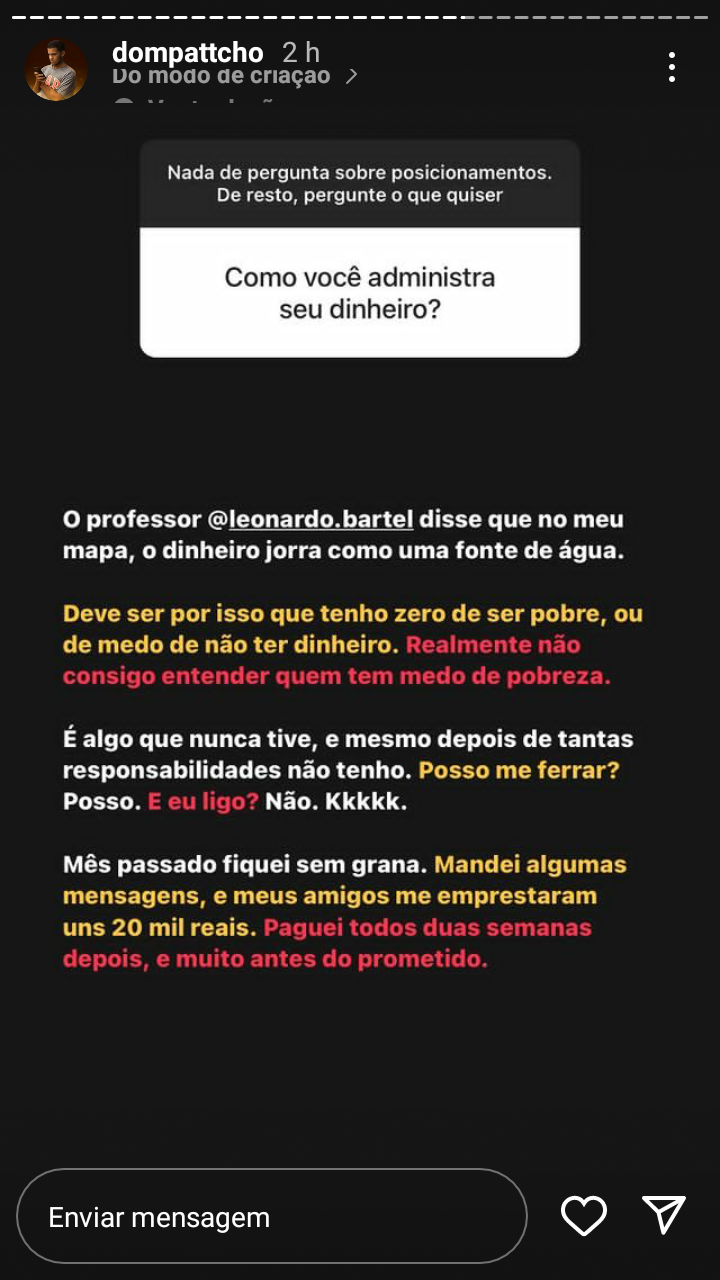 dompattcho 2 h
Do modo de criação
Nada de pergunta sobre posicionamentos.
De resto, pergunte o que quiser
Como você administra
seu dinheiro?
O professor @leonardo.bartel disse que no meu
mapa, o dinheiro jorra como uma fonte de água.
Deve ser por isso que tenho zero de ser pobre, ou
de medo de não ter dinheiro. Realmente não
consigo entender quem tem medo de pobreza.
É algo que nunca tive, e mesmo depois de tantas
responsabilidades não tenho. Posso me ferrar?
Posso. E eu ligo? Não. Kkkkk.
Mês passado fiquei sem grana. Mandei algumas
mensagens, e meus amigos me emprestaram
uns 20 mil reais. Paguei todos duas semanas
depois, e muito antes do prometido.
Enviar mensagem